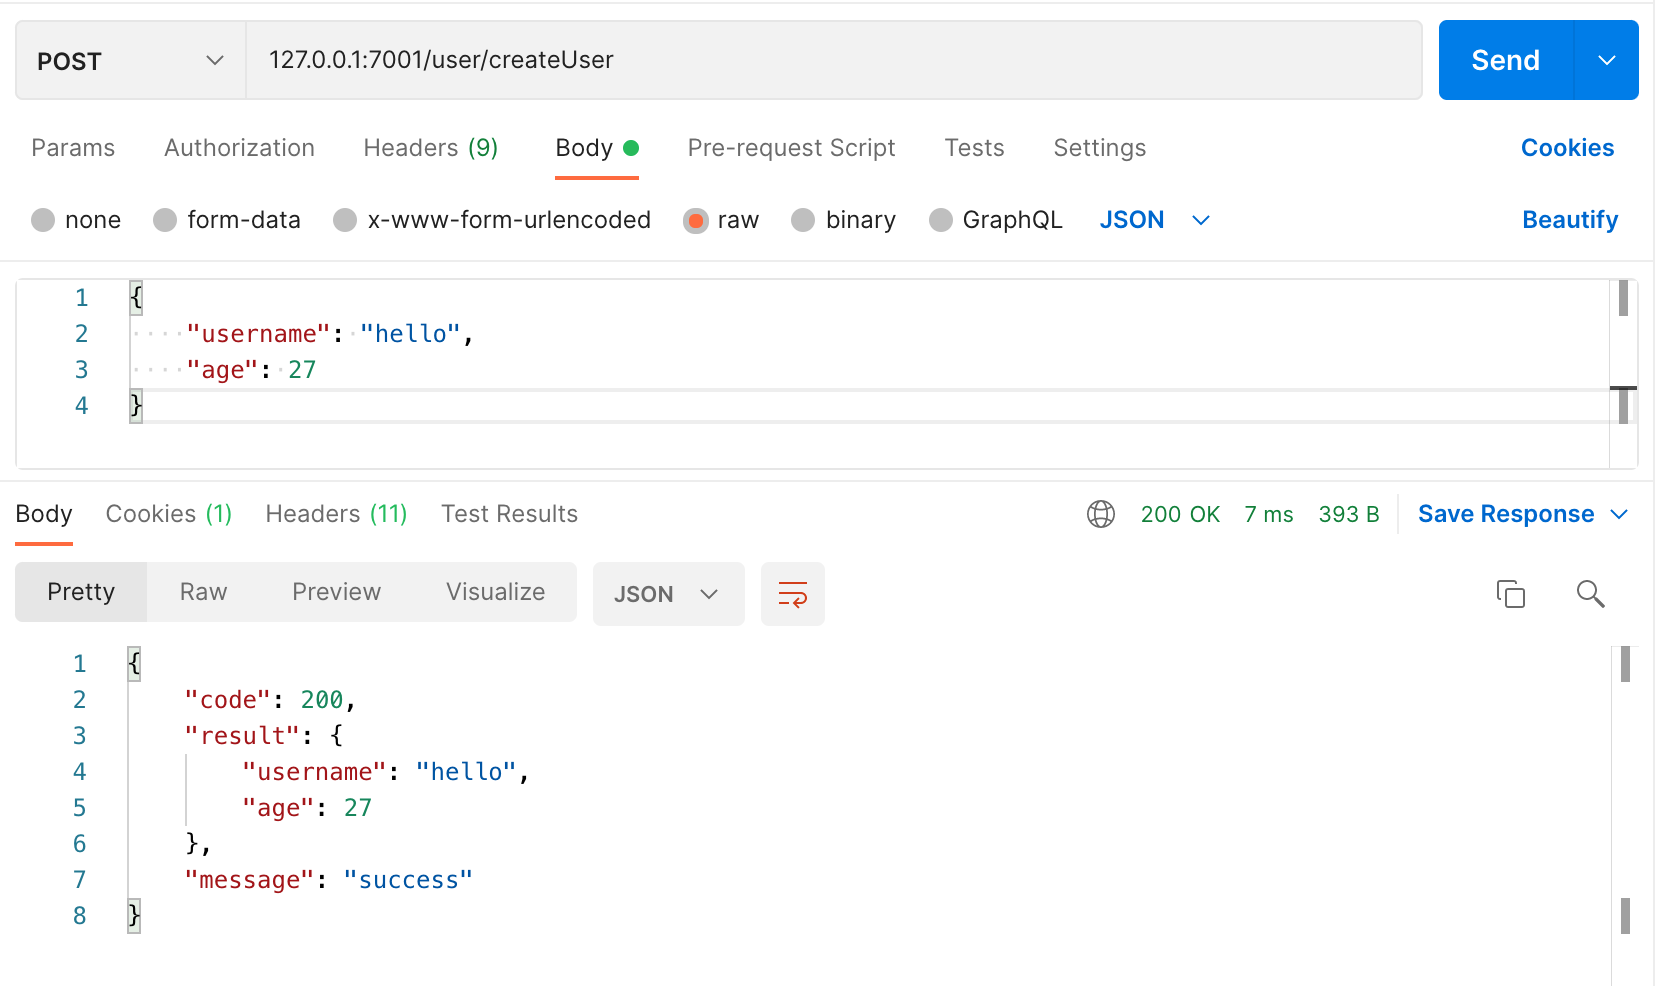 POST 127.0.0.1:7001/user/createUser Send
Params Authorization Headers (9) Body Pre-request Script Tests Settings Cookies
none form-data x-www-form-urlencoded raw binary GraphQL JSON Beautify
1 {
2 "username": "hello",
3 "age": 27
4 }
Body Cookies (1) Headers (11) Test Results 200 OK 7 ms 393 B Save Response
Pretty Raw Preview Visualize JSON
1 {
2 "code": 200,
3 "result": {
4 "username": "hello",
5 "age": 27
6 },
7 "message": "success"
8 }